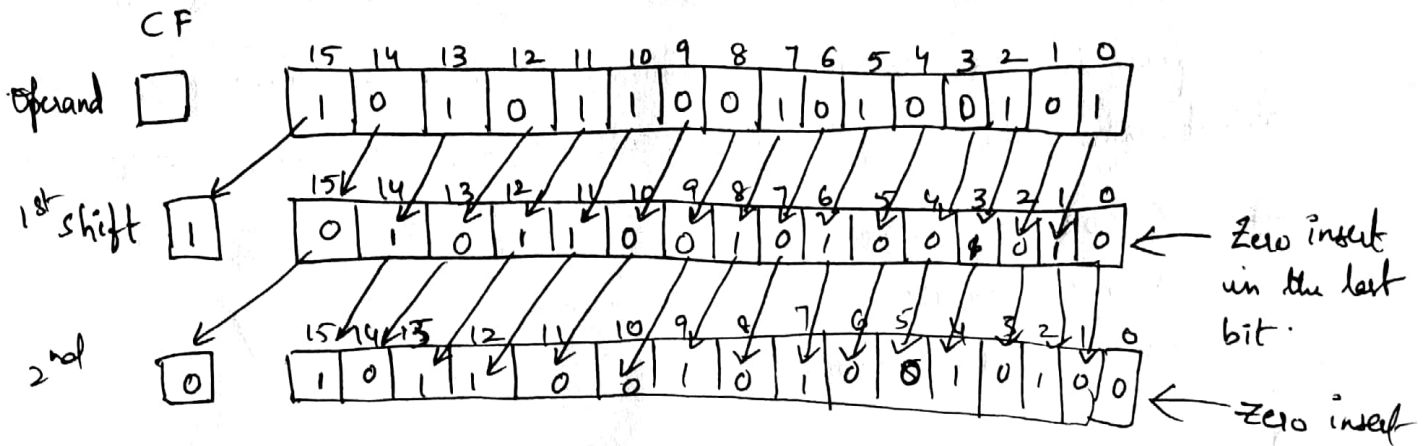 CF
15 14 13 12 11 10 9 8 7 6 5 4 3 2 1 0
Operand 1 0 1 0 1 1 0 0 1 0 1 0 0 1 0 1
15 14 13 12 11 10 9 8 7 6 5 4 3 2 1 0
1st Shift 1 0 1 0 1 1 0 0 1 0 1 0 0 1 0 1 0
Zero insert
in the last
bit.
15 14 13 12 11 10 9 8 7 6 5 4 3 2 1 0
2nd 0 1 0 1 1 0 0 1 0 1 0 0 1 0 1 0 0
Zero insert